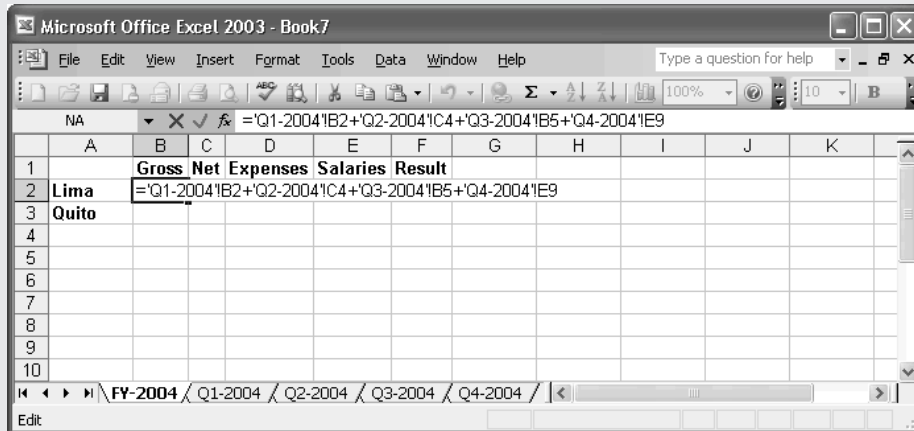 Microsoft Office Excel 2003 - Book7
File Edit View Insert Format Tools Data Window Help Type a question for help
ABC Σ A Z Z A 100% 10 B
NA fx ='Q1-2004'!B2+'Q2-2004'!C4+'Q3-2004'!B5+'Q4-2004'!E9
A B C D E F G H I J K
1 Gross Net Expenses Salaries Result
2 Lima ='Q1-2004'!B2+'Q2-2004'!C4+'Q3-2004'!B5+'Q4-2004'!E9
3 Quito
4
5
6
7
8
9
10
FY-2004 Q1-2004 Q2-2004 Q3-2004 Q4-2004
Edit